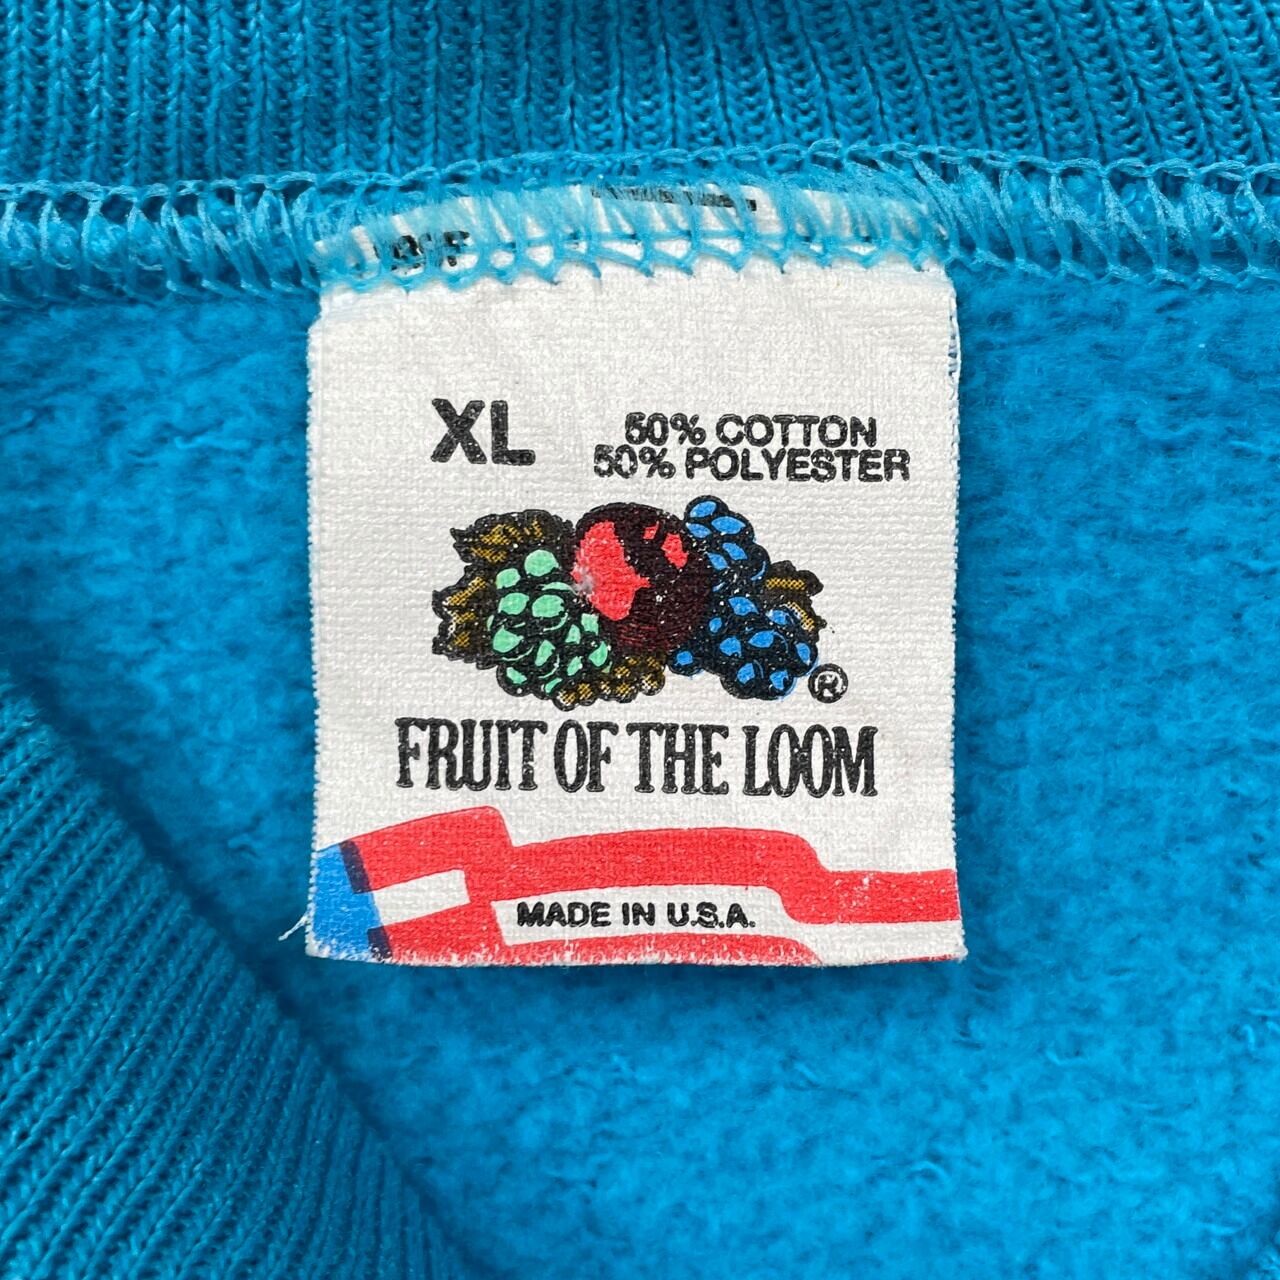 XL
50% COTTON
50% POLYESTER
®
FRUIT OF THE LOOM
MADE IN U.S.A.